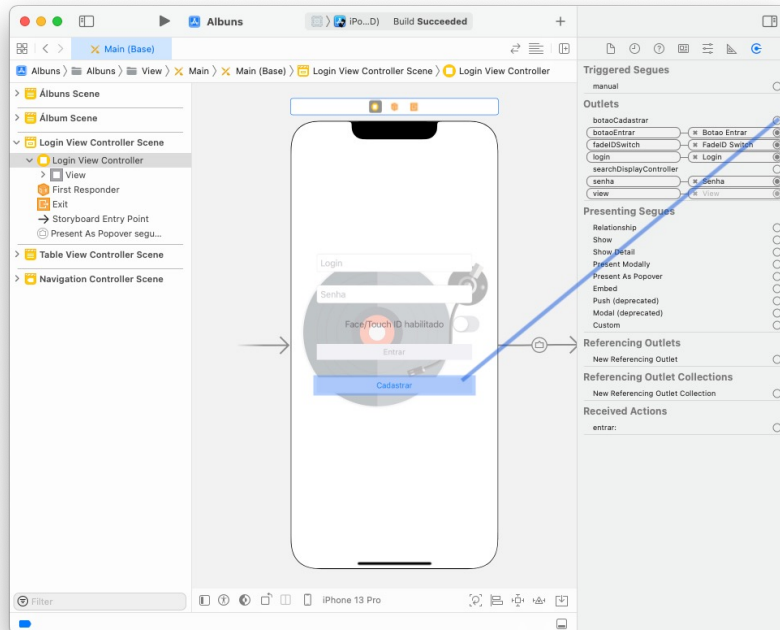 Albuns
iPo...D)
Build Succeeded
Main (Base)
Albuns
Albuns
View
Main
Main (Base)
Login View Controller Scene
Login View Controller
Álbuns Scene
Álbum Scene
Login View Controller Scene
Login View Controller
View
First Responder
Exit
Storyboard Entry Point
Present As Popover segu...
Table View Controller Scene
Navigation Controller Scene
Filter
Login
Senha
Face/Touch ID habilitado
Entrar
Cadastrar
iPhone 13 Pro
Triggered Segues
manual
Outlets
botaoCadastrar
botaoEntrar Botao Entrar
fadeIDSwitch FadeID Switch
login Login
searchDisplayController
senha Senha
view View
Presenting Segues
Relationship
Show
Show Detail
Present Modally
Present As Popover
Embed
Push (deprecated)
Modal (deprecated)
Custom
Referencing Outlets
New Referencing Outlet
Referencing Outlet Collections
New Referencing Outlet Collection
Received Actions
entrar: